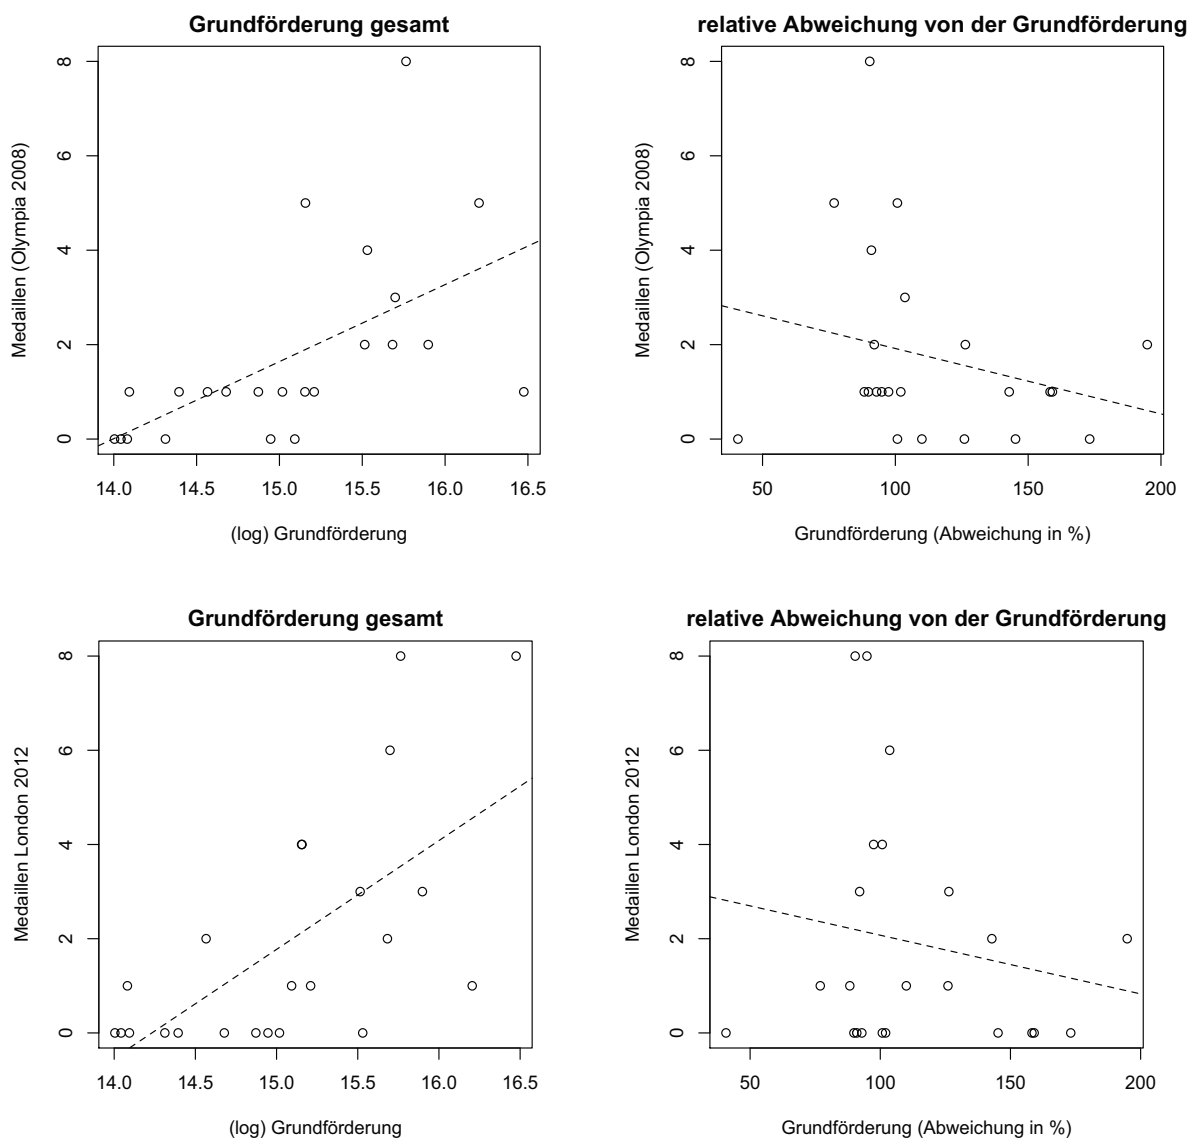 Grundförderung gesamt
8
6
4
2
0
Medaillen (Olympia 2008)
14.0 14.5 15.0 15.5 16.0 16.5
(log) Grundförderung
relative Abweichung von der Grundförderung
8
6
4
2
0
Medaillen (Olympia 2008)
50 100 150 200
Grundförderung (Abweichung in %)
Grundförderung gesamt
8
6
4
2
0
Medaillen London 2012
14.0 14.5 15.0 15.5 16.0 16.5
(log) Grundförderung
relative Abweichung von der Grundförderung
8
6
4
2
0
Medaillen London 2012
50 100 150 200
Grundförderung (Abweichung in %)